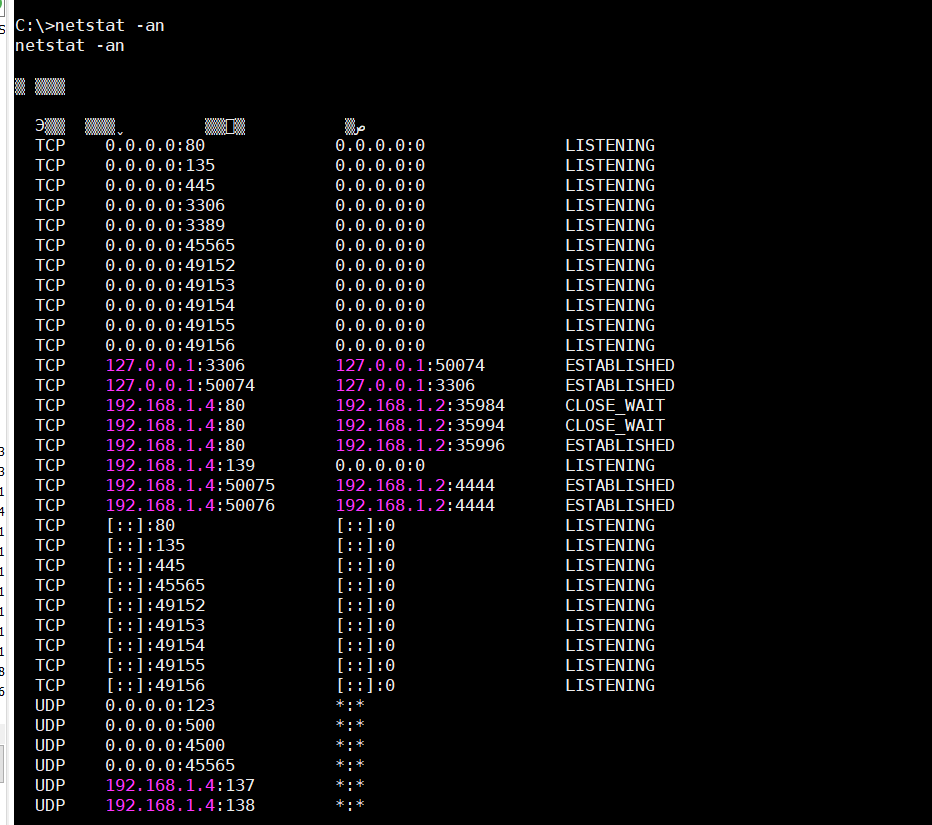 C:\>netstat -an
netstat -an
TCP 0.0.0.0:80 0.0.0.0:0 LISTENING
TCP 0.0.0.0:135 0.0.0.0:0 LISTENING
TCP 0.0.0.0:445 0.0.0.0:0 LISTENING
TCP 0.0.0.0:3306 0.0.0.0:0 LISTENING
TCP 0.0.0.0:3389 0.0.0.0:0 LISTENING
TCP 0.0.0.0:45565 0.0.0.0:0 LISTENING
TCP 0.0.0.0:49152 0.0.0.0:0 LISTENING
TCP 0.0.0.0:49153 0.0.0.0:0 LISTENING
TCP 0.0.0.0:49154 0.0.0.0:0 LISTENING
TCP 0.0.0.0:49155 0.0.0.0:0 LISTENING
TCP 0.0.0.0:49156 0.0.0.0:0 LISTENING
TCP 127.0.0.1:3306 127.0.0.1:50074 ESTABLISHED
TCP 127.0.0.1:50074 127.0.0.1:3306 ESTABLISHED
TCP 192.168.1.4:80 192.168.1.2:35984 CLOSE_WAIT
TCP 192.168.1.4:80 192.168.1.2:35994 CLOSE_WAIT
TCP 192.168.1.4:80 192.168.1.2:35996 ESTABLISHED
TCP 192.168.1.4:139 0.0.0.0:0 LISTENING
TCP 192.168.1.4:50075 192.168.1.2:4444 ESTABLISHED
TCP 192.168.1.4:50076 192.168.1.2:4444 ESTABLISHED
TCP [::]:80 [::]:0 LISTENING
TCP [::]:135 [::]:0 LISTENING
TCP [::]:445 [::]:0 LISTENING
TCP [::]:45565 [::]:0 LISTENING
TCP [::]:49152 [::]:0 LISTENING
TCP [::]:49153 [::]:0 LISTENING
TCP [::]:49154 [::]:0 LISTENING
TCP [::]:49155 [::]:0 LISTENING
TCP [::]:49156 [::]:0 LISTENING
UDP 0.0.0.0:123 *:*
UDP 0.0.0.0:500 *:*
UDP 0.0.0.0:4500 *:*
UDP 0.0.0.0:45565 *:*
UDP 192.168.1.4:137 *:*
UDP 192.168.1.4:138 *:*